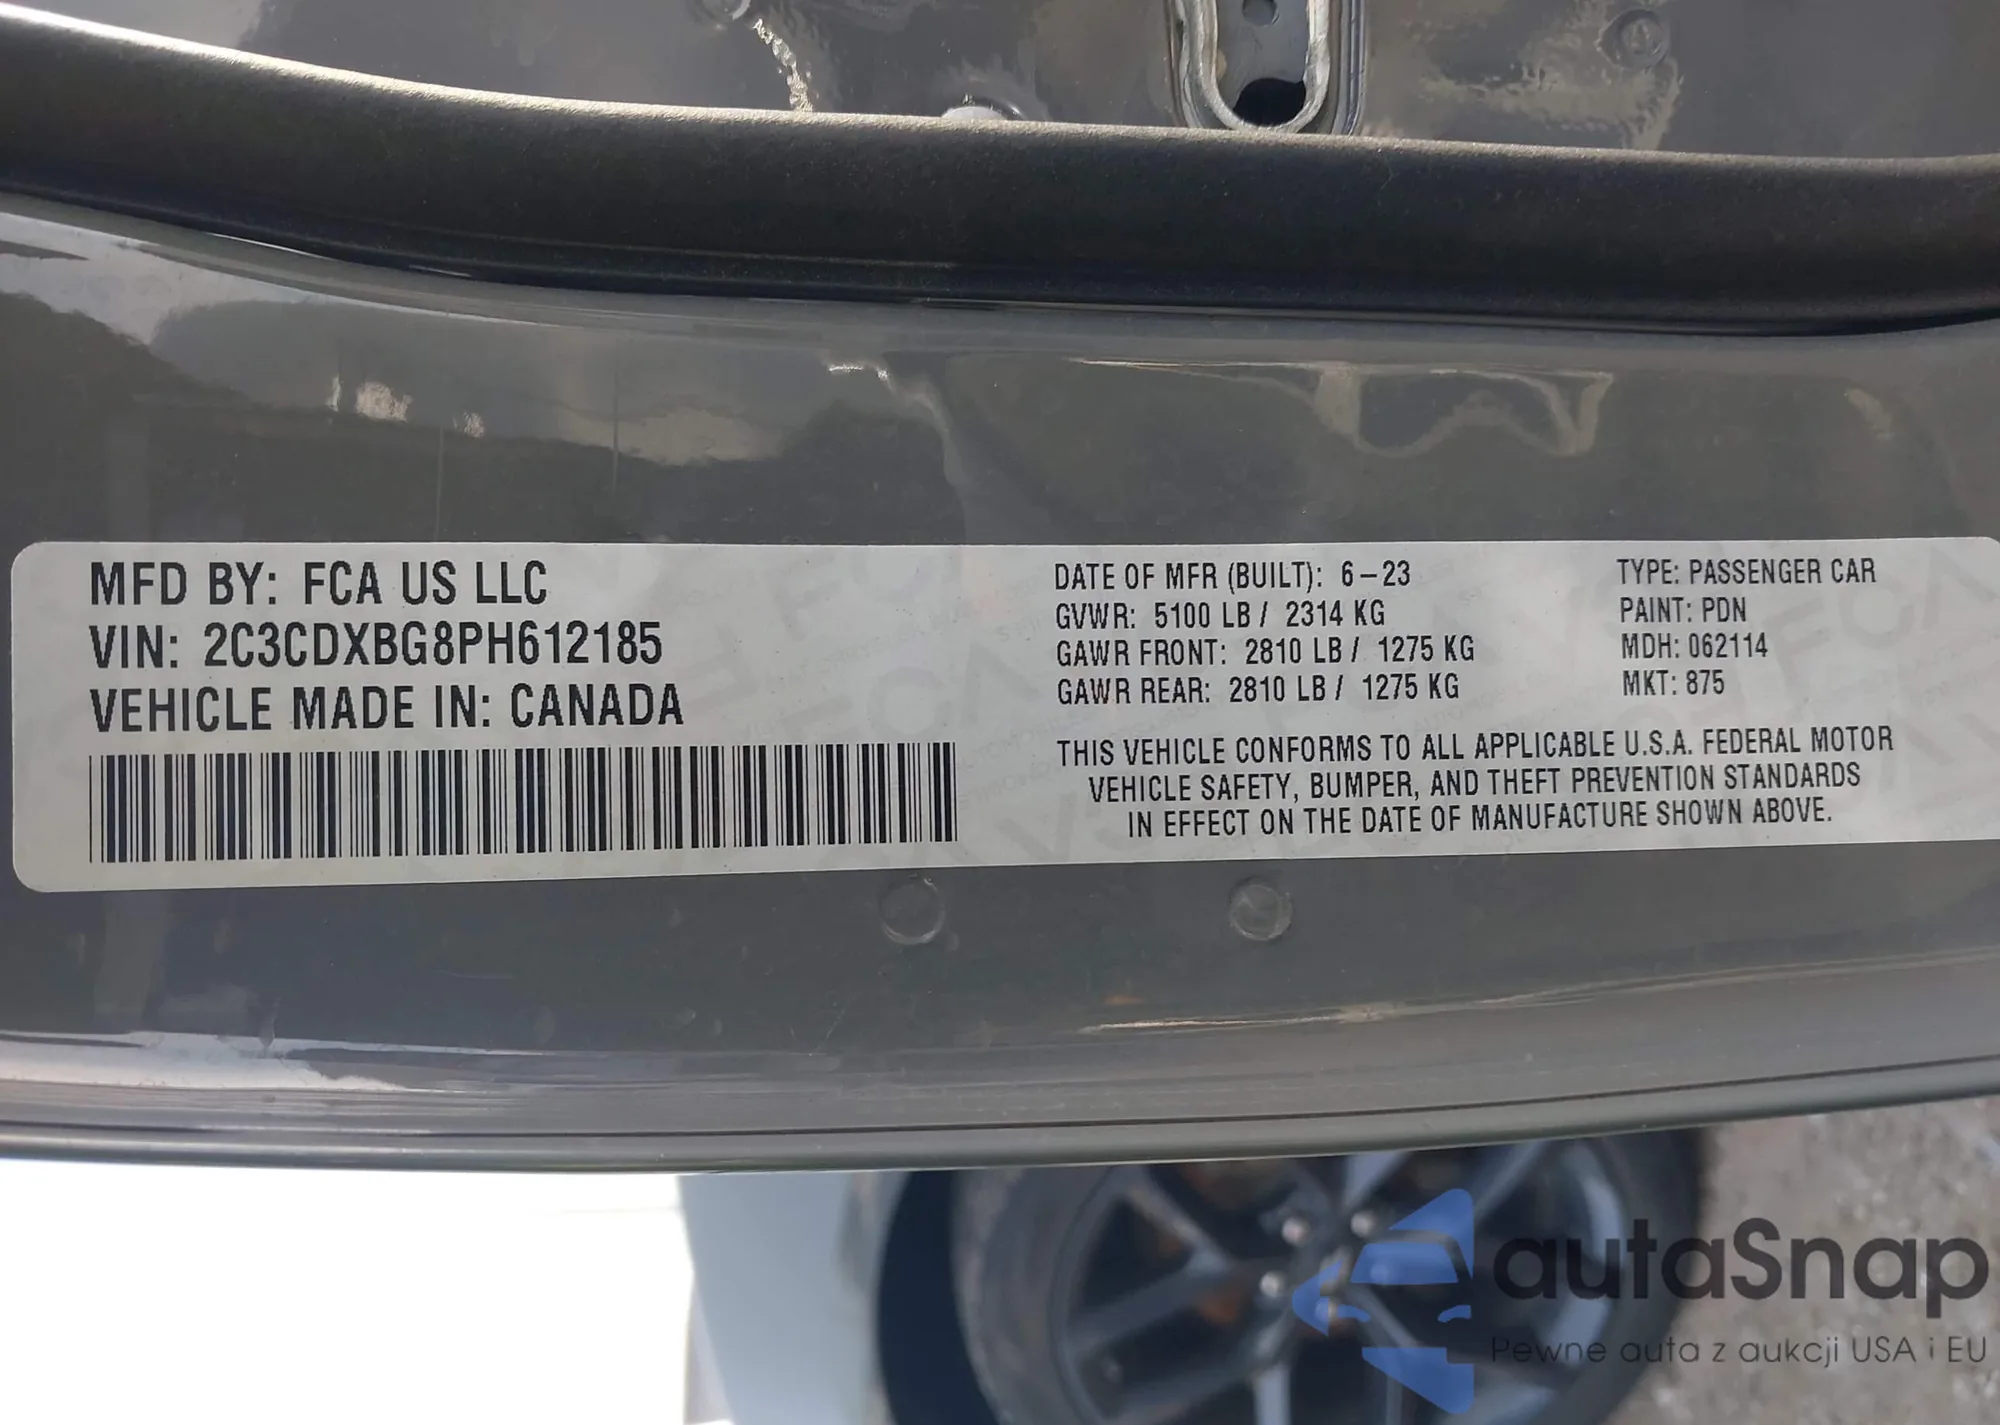 MFD BY: FCA US LLC
VIN: 2C3CDXBG8PH612185
VEHICLE MADE IN: CANADA
DATE OF MFR (BUILT): 6-23
GVWR: 5100 LB / 2314 KG
GAWR FRONT: 2810 LB / 1275 KG
GAWR REAR: 2810 LB / 1275 KG
TYPE: PASSENGER CAR
PAINT: PDN
MDH: 062114
MKT: 875
THIS VEHICLE CONFORMS TO ALL APPLICABLE U.S.A. FEDERAL MOTOR
VEHICLE SAFETY, BUMPER, AND THEFT PREVENTION STANDARDS
IN EFFECT ON THE DATE OF MANUFACTURE SHOWN ABOVE.
autaSnap
Pewne auta z aukcji USA i EU